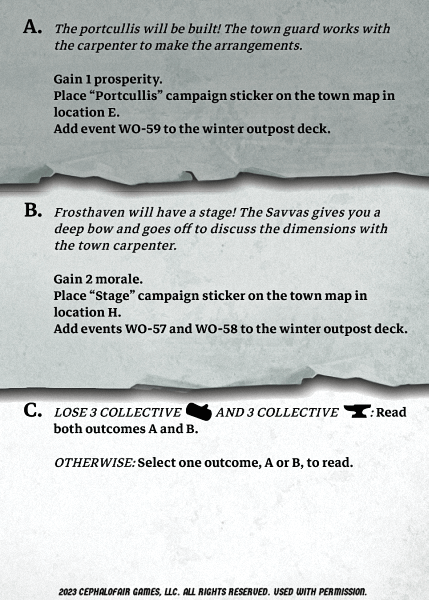 A. The portcullis will be built! The town guard works with
the carpenter to make the arrangements.
Gain 1 prosperity.
Place “Portcullis” campaign sticker on the town map in
location E.
Add event WO-59 to the winter outpost deck.
B. Frosthaven will have a stage! The Savvas gives you a
deep bow and goes off to discuss the dimensions with
the town carpenter.
Gain 2 morale.
Place “Stage” campaign sticker on the town map in
location H.
Add events WO-57 and WO-58 to the winter outpost deck.
C. LOSE 3 COLLECTIVE AND 3 COLLECTIVE : Read
both outcomes A and B.
OTHERWISE: Select one outcome, A or B, to read.
2023 CEPHALOFAIR GAMES, LLC. ALL RIGHTS RESERVED. USED WITH PERMISSION.